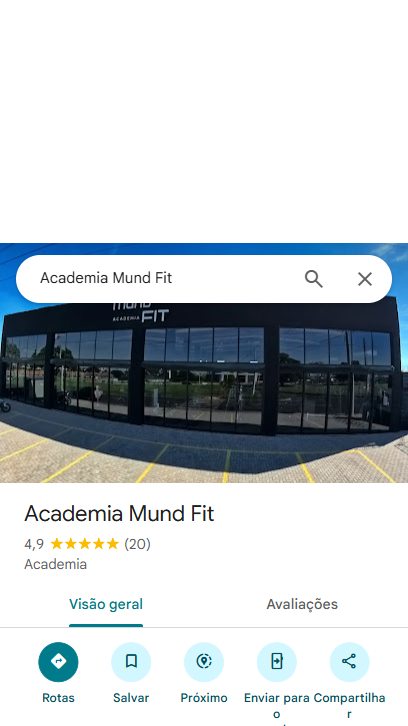 Academia Mund Fit
MUND
ACADEMIA FIT
Academia Mund Fit
4,9 (20)
Academia
Visão geral Avaliações
Rotas Salvar Próximo Enviar para o Compartilhar